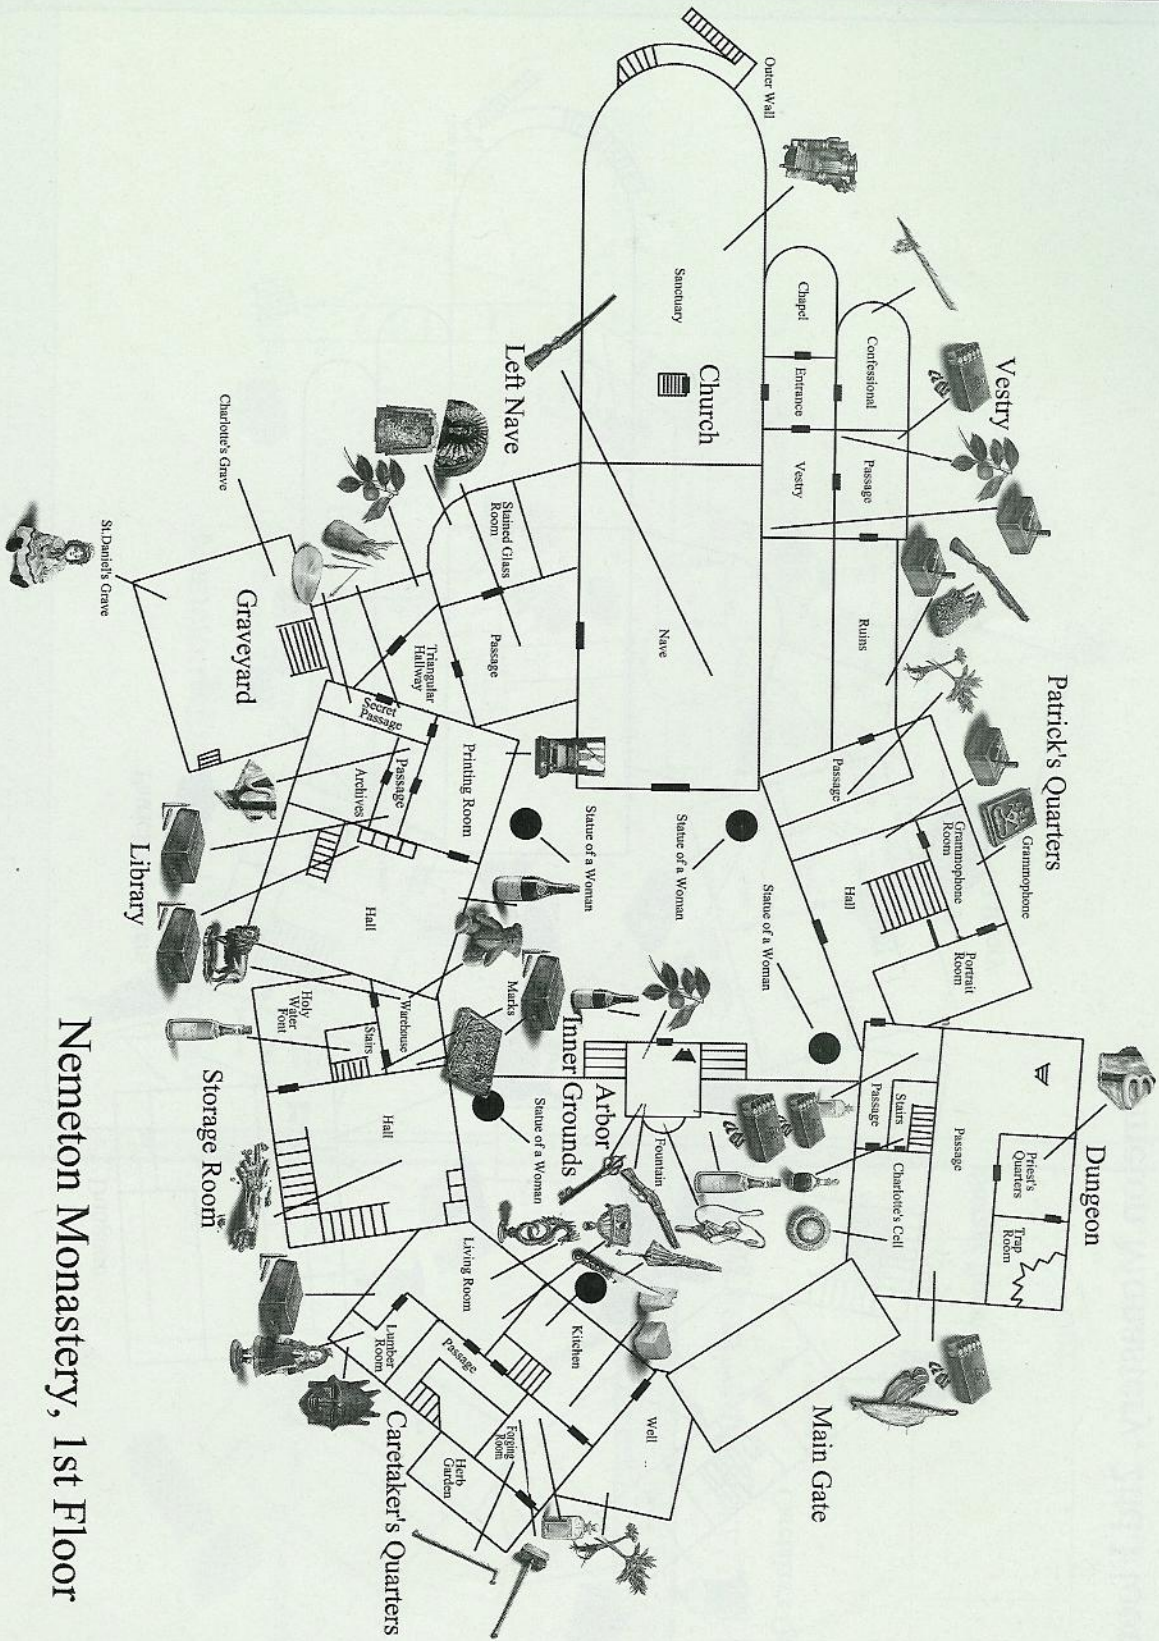 Dungeon
Priest's
Quarters
Trap
Room
Passage
Stairs
Passage
Charlotte's Cell
Patrick's Quarters
Grammophone
Grammophone
Room
Portrait
Room
Hall
Passage
Vestry
Confessional
Passage
Ruins
Chapel
Entrance
Vestry
Outer Wall
Main Gate
Statue of a Woman
Church
Sanctuary
Nave
Statue of a Woman
Fountain
Well
Arbor
Inner
Grounds
Statue of a Woman
Statue of a Woman
Kitchen
Left Nave
Stained Glass
Room
Passage
Marks
Living Room
Passage
Forging
Room
Herb
Garden
Lumber
Room
Caretaker's Quarters
Triangular
Hallway
Printing Room
Secret
Passage
Passage
Archives
Hall
Warehouse
Stairs
Holy
Water
Font
Hall
Storage Room
Charlotte's Grave
Graveyard
St.Daniel's Grave
Library
Nemeton Monastery, 1st Floor